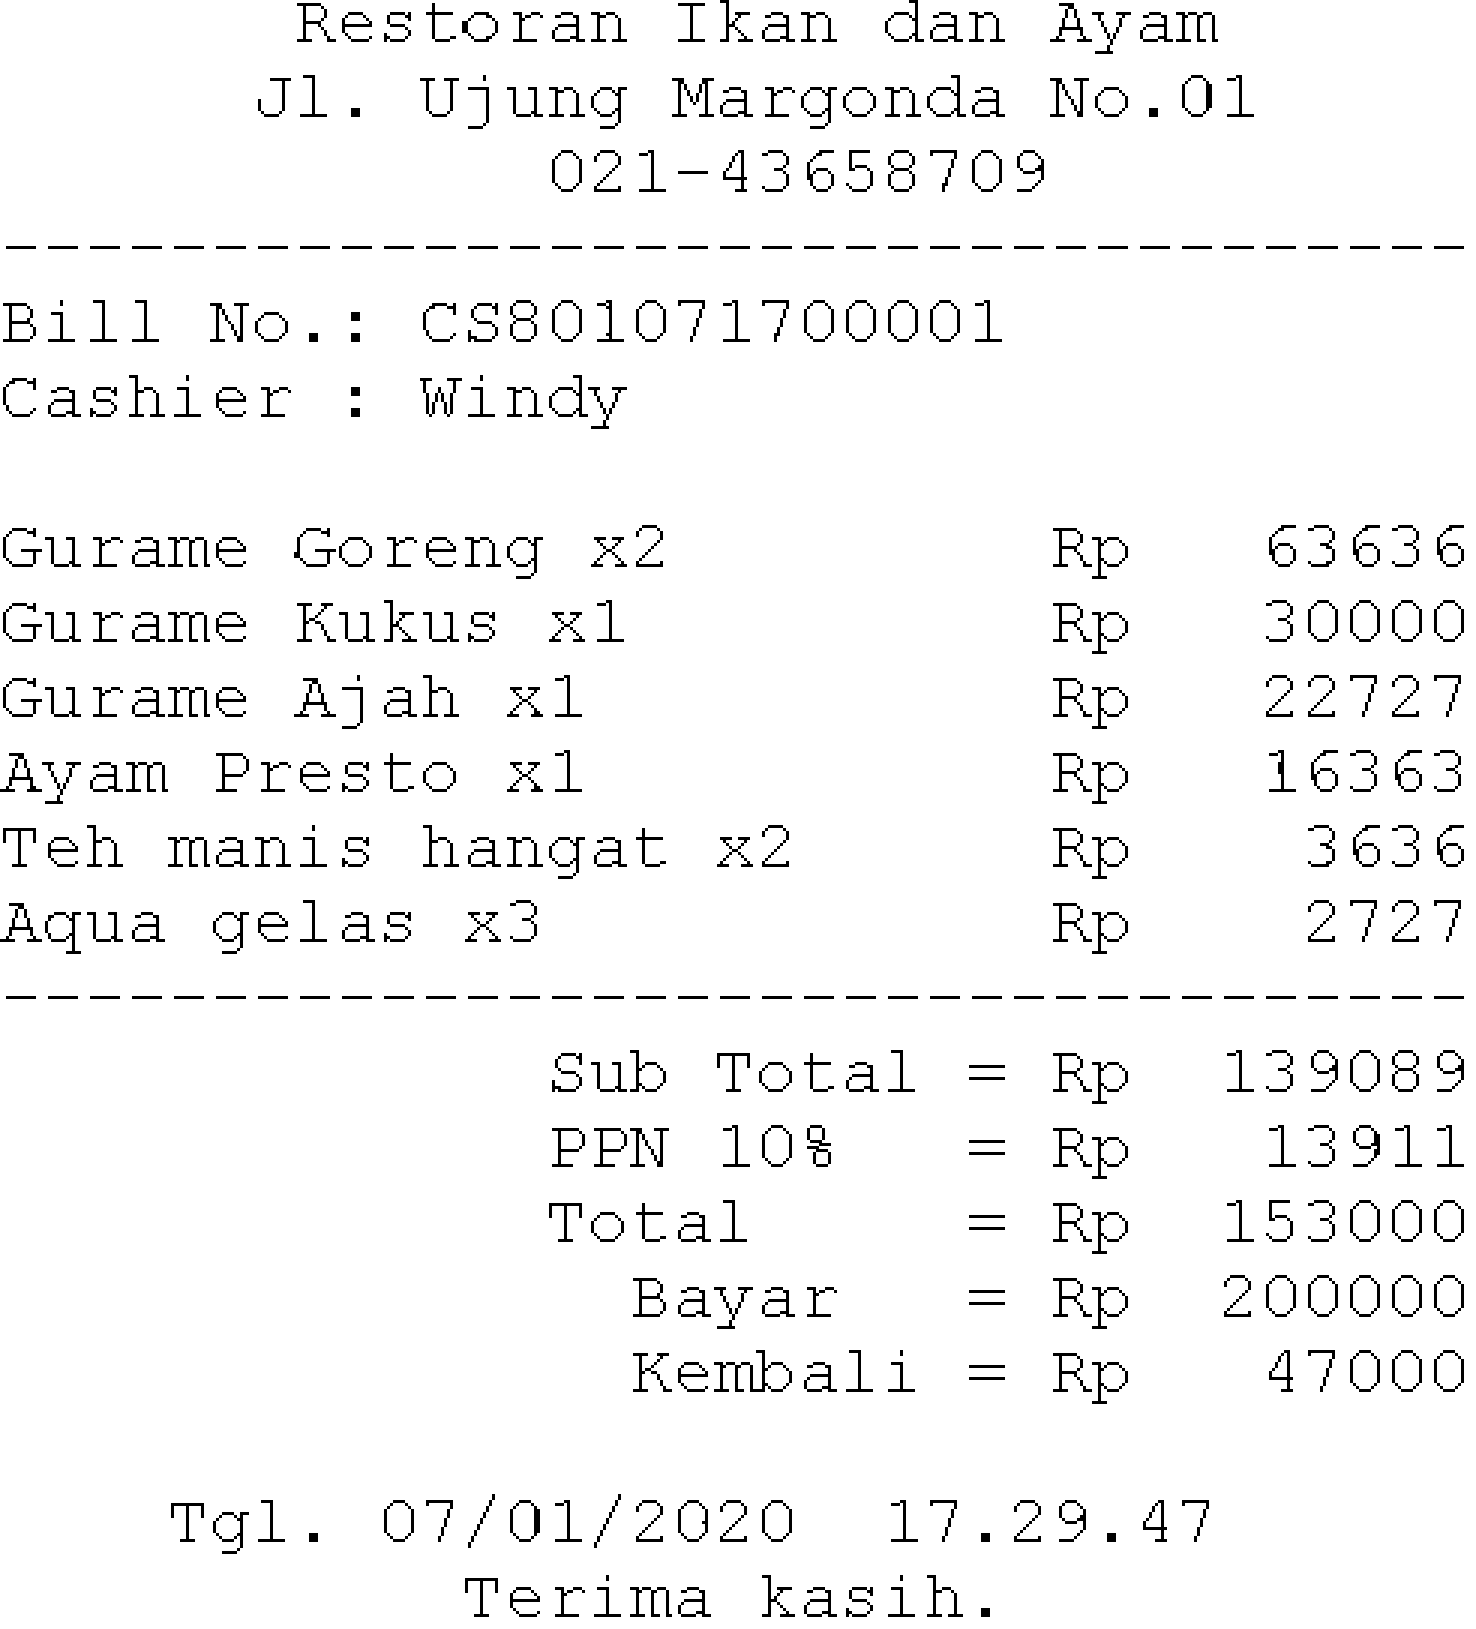 Restoran Ikan dan Ayam
Jl. Ujung Margonda No.01
021-43658709
-----------------------------------
Bill No.: CS801071700001
Cashier : Windy
Gurame Goreng x2 Rp 63636
Gurame Kukus x1 Rp 30000
Gurame Ajah x1 Rp 22727
Ayam Presto x1 Rp 16363
Teh manis hangat x2 Rp 3636
Aqua gelas x3 Rp 2727
-----------------------------------
Sub Total = Rp 139089
PPN 10% = Rp 13911
Total = Rp 153000
Bayar = Rp 200000
Kembali = Rp 47000
Tgl. 07/01/2020 17.29.47
Terima kasih.